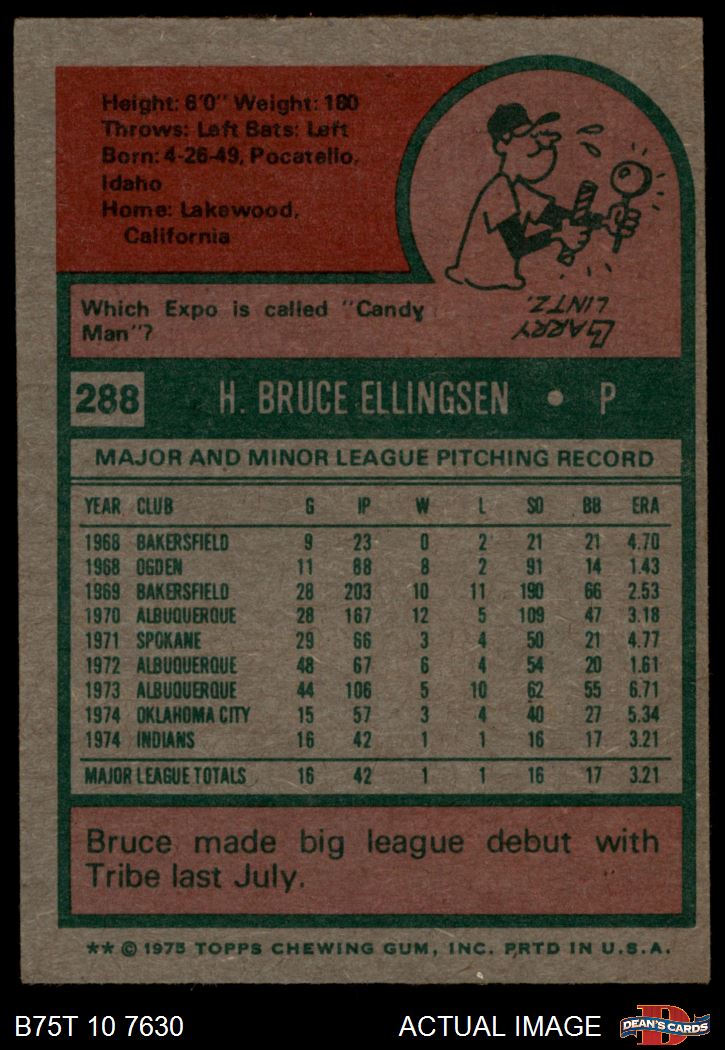 Height: 6'0" Weight: 180
Throws: Left Bats: Left
Born: 4-26-49, Pocatello,
Idaho
Home: Lakewood,
California
Which Expo is called "Candy
Man"?
LARRY
LINTZ.
288 H. BRUCE ELLINGSEN • P
MAJOR AND MINOR LEAGUE PITCHING RECORD
YEAR CLUB G IP W L SO BB ERA
1968 BAKERSFIELD 9 23 0 2 21 21 4.70
1968 OGDEN 11 88 8 2 91 14 1.43
1969 BAKERSFIELD 28 203 10 11 190 66 2.53
1970 ALBUQUERQUE 28 167 12 5 109 47 3.18
1971 SPOKANE 29 66 3 4 50 21 4.77
1972 ALBUQUERQUE 48 67 6 4 54 20 1.61
1973 ALBUQUERQUE 44 106 5 10 62 55 6.71
1974 OKLAHOMA CITY 15 57 3 4 40 27 5.34
1974 INDIANS 16 42 1 1 16 17 3.21
MAJOR LEAGUE TOTALS 16 42 1 1 16 17 3.21
Bruce made big league debut with
Tribe last July.
** © 1975 TOPPS CHEWING GUM, INC. PRTD IN U.S.A.
B75T 10 7630 ACTUAL IMAGE D DEAN'S CARDS